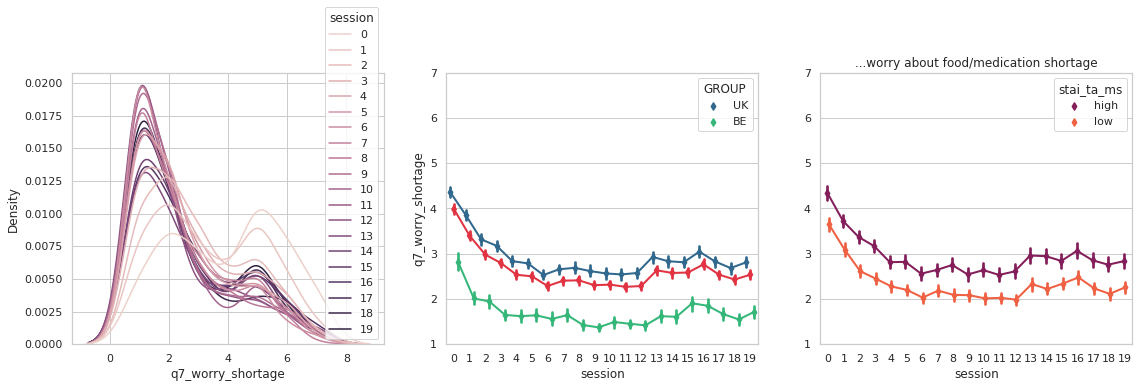 session
0
1
2
3
4
5
6
7
8
9
10
11
12
13
14
15
16
17
18
19
0.0200
0.0175
0.0150
0.0125
0.0100
0.0075
0.0050
0.0025
0.0000
Density
0 2 4 6 8
q7_worry_shortage
7
6
5
4
3
2
1
q7_worry_shortage
GROUP
UK
BE
0 1 2 3 4 5 6 7 8 9 10 11 12 13 14 15 16 17 18 19
session
...worry about food/medication shortage
7
6
5
4
3
2
1
stai_ta_ms
high
low
0 1 2 3 4 5 6 7 8 9 10 11 12 13 14 15 16 17 18 19
session